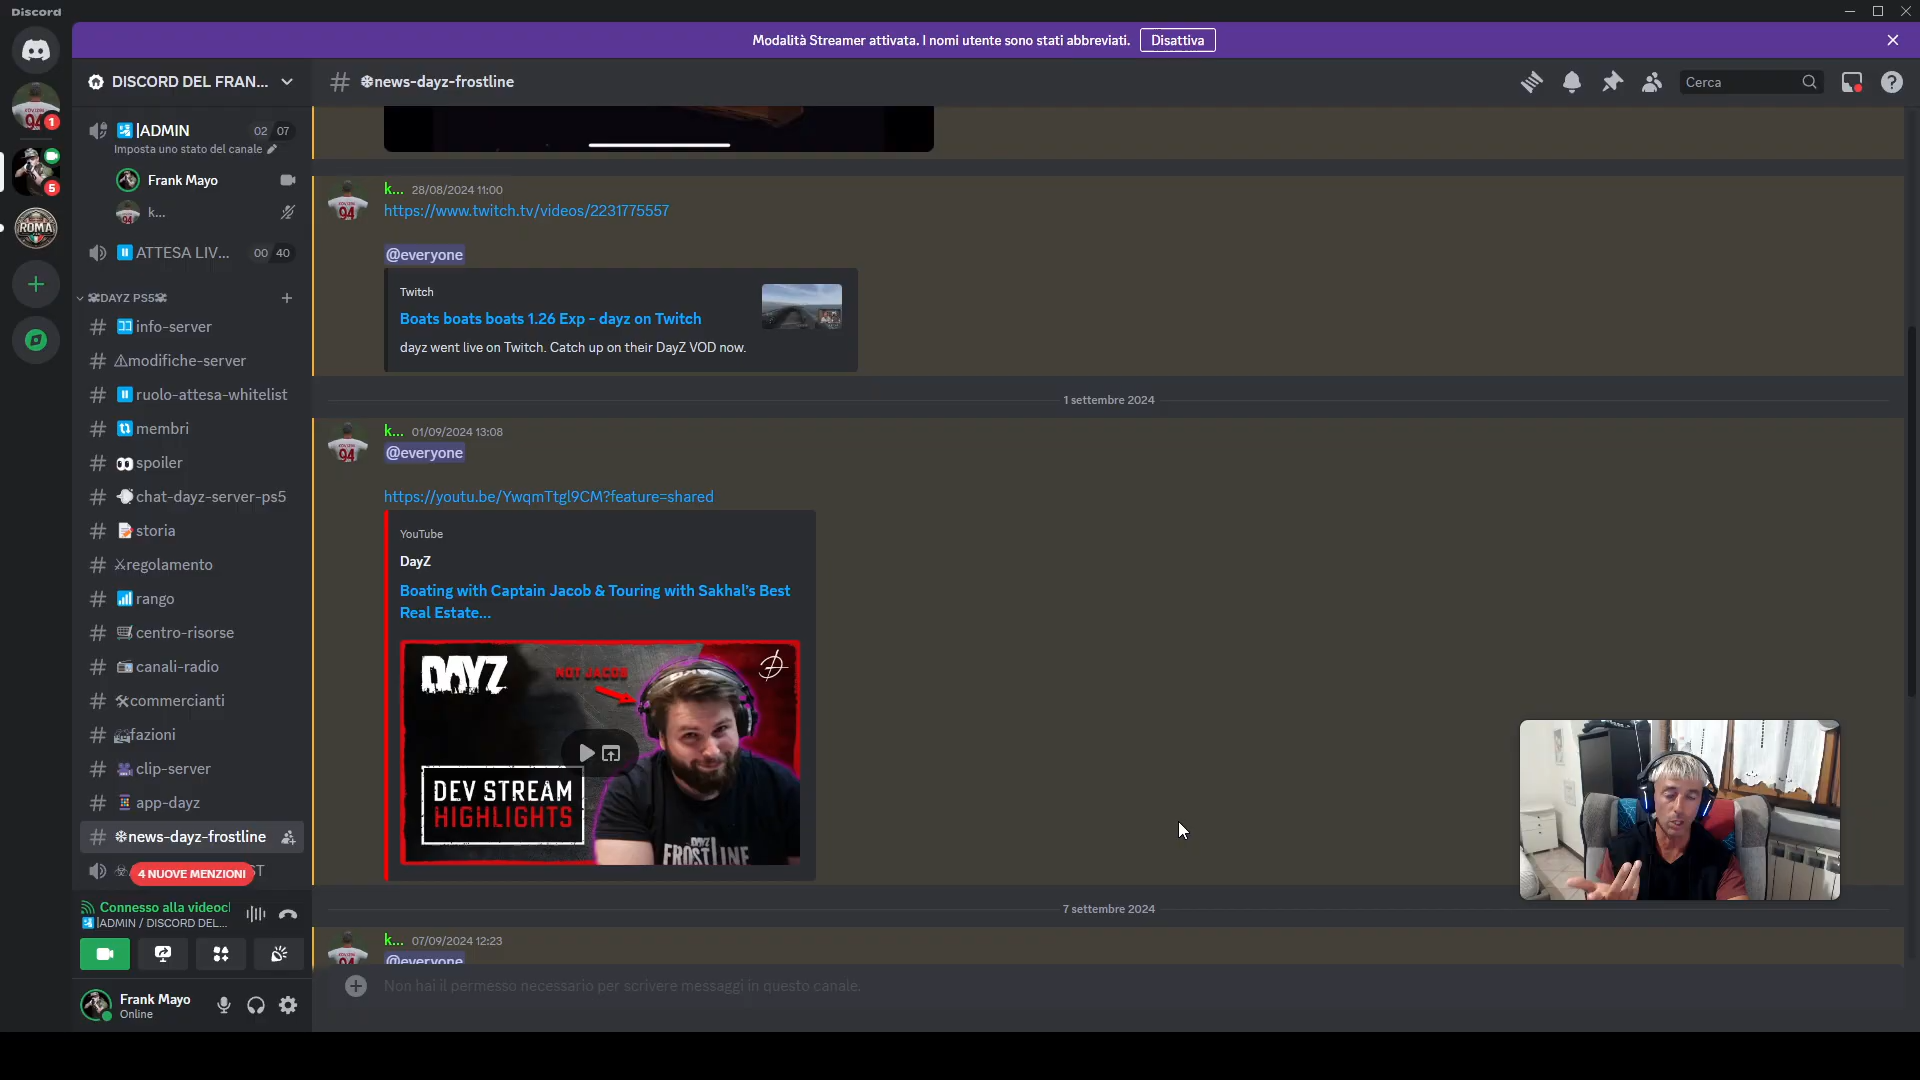 Discord
Modalità Streamer attivata. I nomi utente sono stati abbreviati.
Disattiva
DISCORD DEL FRAN...
❄news-dayz-frostline
Cerca
|ADMIN
02 07
Imposta uno stato del canale
Frank Mayo
k...
ATTESA LIV...
00 40
DAYZ PS5
info-server
modifiche-server
ruolo-attesa-whitelist
membri
spoiler
chat-dayz-server-ps5
storia
regolamento
rango
centro-risorse
canali-radio
commercianti
fazioni
clip-server
app-dayz
❄news-dayz-frostline
4 NUOVE MENZIONI
Connesso alla videoc
|ADMIN / DISCORD DEL...
Frank Mayo
Online
1
5
ROMA
k... 28/08/2024 11:00
https://www.twitch.tv/videos/2231775557
@everyone
Twitch
Boats boats boats 1.26 Exp - dayz on Twitch
dayz went live on Twitch. Catch up on their DayZ VOD now.
1 settembre 2024
k... 01/09/2024 13:08
@everyone
https://youtu.be/YwqmTtgl9CM?feature=shared
YouTube
DayZ
Boating with Captain Jacob & Touring with Sakhal's Best
Real Estate...
DAYZ
NOT JACOB
DEV STREAM
HIGHLIGHTS
DAYZ
FROSTLINE
7 settembre 2024
k... 07/09/2024 12:23
@everyone
Non hai il permesso necessario per scrivere messaggi in questo canale.